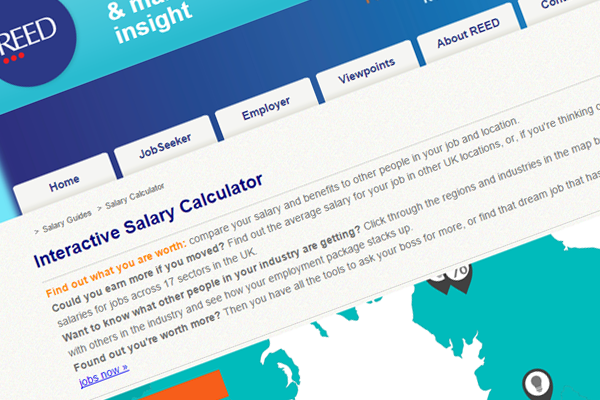 REED
& ma
insight
Home
JobSeeker
Employer
Viewpoints
About REED
> Salary Guides > Salary Calculator
Interactive Salary Calculator
Find out what you are worth: compare your salary and benefits to other people in your job and location.
Could you earn more if you moved? Find out the average salary for your job in other UK locations, or, if you're thinking
salaries for jobs across 17 sectors in the UK.
Want to know what other people in your industry are getting? Click through the regions and industries in the map
with others in the industry and see how your employment package stacks up.
Found out you're worth more? Then you have all the tools to ask your boss for more, or find that dream job that has
jobs now »
%